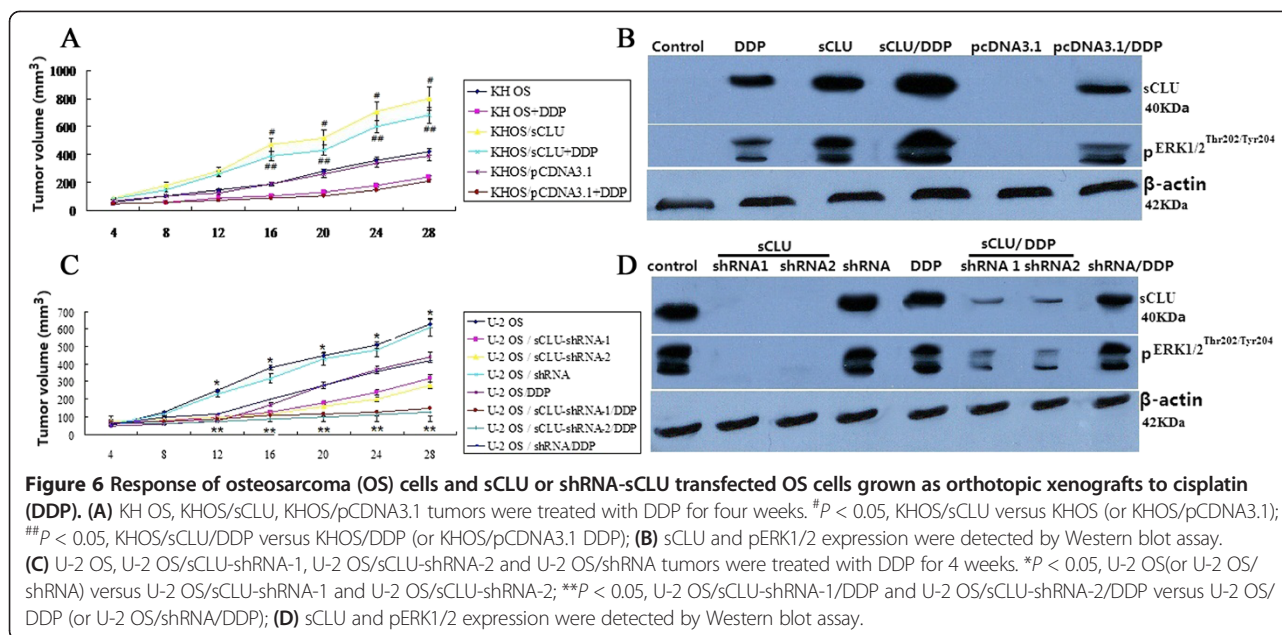 A
Tumor volume (mm³)
1000
800
600
400
200
0
4 8 12 16 20 24 28
# # # #
## ## ## ##
KH OS
KH OS+DDP
KHOS/sCLU
KHOS/sCLU+DDP
KHOS/pCDNA3.1
KHOS/pCDNA3.1+DDP
B
Control DDP sCLU sCLU/DDP pcDNA3.1 pcDNA3.1/DDP
sCLU
40KDa
pERK1/2Thr202/Tyr204
β-actin
42KDa
C
Tumor volume (mm³)
700
600
500
400
300
200
100
0
4 8 12 16 20 24 28
* * * * *
** ** ** ** **
U-2 OS
U-2 OS / sCLU-shRNA-1
U-2 OS / sCLU-shRNA-2
U-2 OS / shRNA
U-2 OS/DDP
U-2 OS / sCLU-shRNA-1/DDP
U-2 OS / sCLU-shRNA-2/DDP
U-2 OS / shRNA/DDP
D
sCLU sCLU/DDP
control shRNA1 shRNA2 shRNA DDP shRNA 1 shRNA2 shRNA/DDP
sCLU
40KDa
pERK1/2Thr202/Tyr204
β-actin
42KDa
Figure 6 Response of osteosarcoma (OS) cells and sCLU or shRNA-sCLU transfected OS cells grown as orthotopic xenografts to cisplatin
(DDP). (A) KH OS, KHOS/sCLU, KHOS/pCDNA3.1 tumors were treated with DDP for four weeks. #P < 0.05, KHOS/sCLU versus KHOS (or KHOS/pCDNA3.1);
##P < 0.05, KHOS/sCLU/DDP versus KHOS/DDP (or KHOS/pCDNA3.1 DDP); (B) sCLU and pERK1/2 expression were detected by Western blot assay.
(C) U-2 OS, U-2 OS/sCLU-shRNA-1, U-2 OS/sCLU-shRNA-2 and U-2 OS/shRNA tumors were treated with DDP for 4 weeks. *P < 0.05, U-2 OS(or U-2 OS/
shRNA) versus U-2 OS/sCLU-shRNA-1 and U-2 OS/sCLU-shRNA-2; **P < 0.05, U-2 OS/sCLU-shRNA-1/DDP and U-2 OS/sCLU-shRNA-2/DDP versus U-2 OS/
DDP (or U-2 OS/shRNA/DDP); (D) sCLU and pERK1/2 expression were detected by Western blot assay.